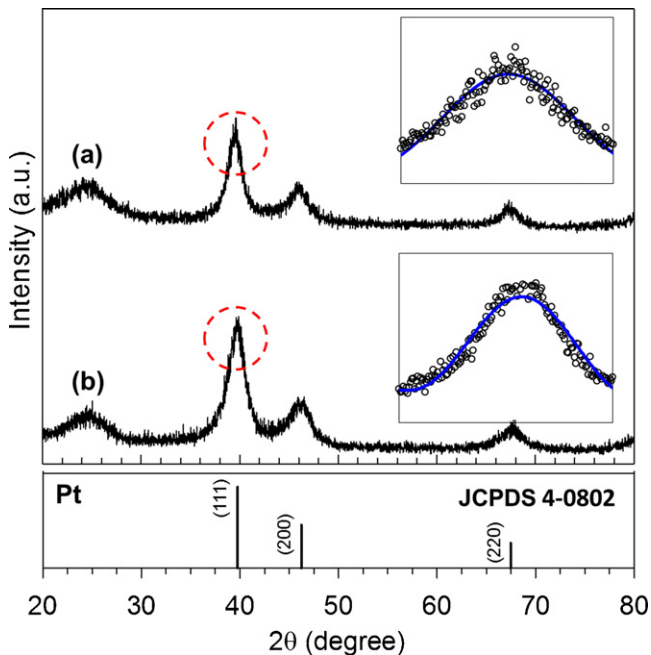 Intensity (a.u.)
(a)
(b)
Pt
JCPDS 4-0802
(111)
(200)
(220)
20 30 40 50 60 70 80
2θ (degree)